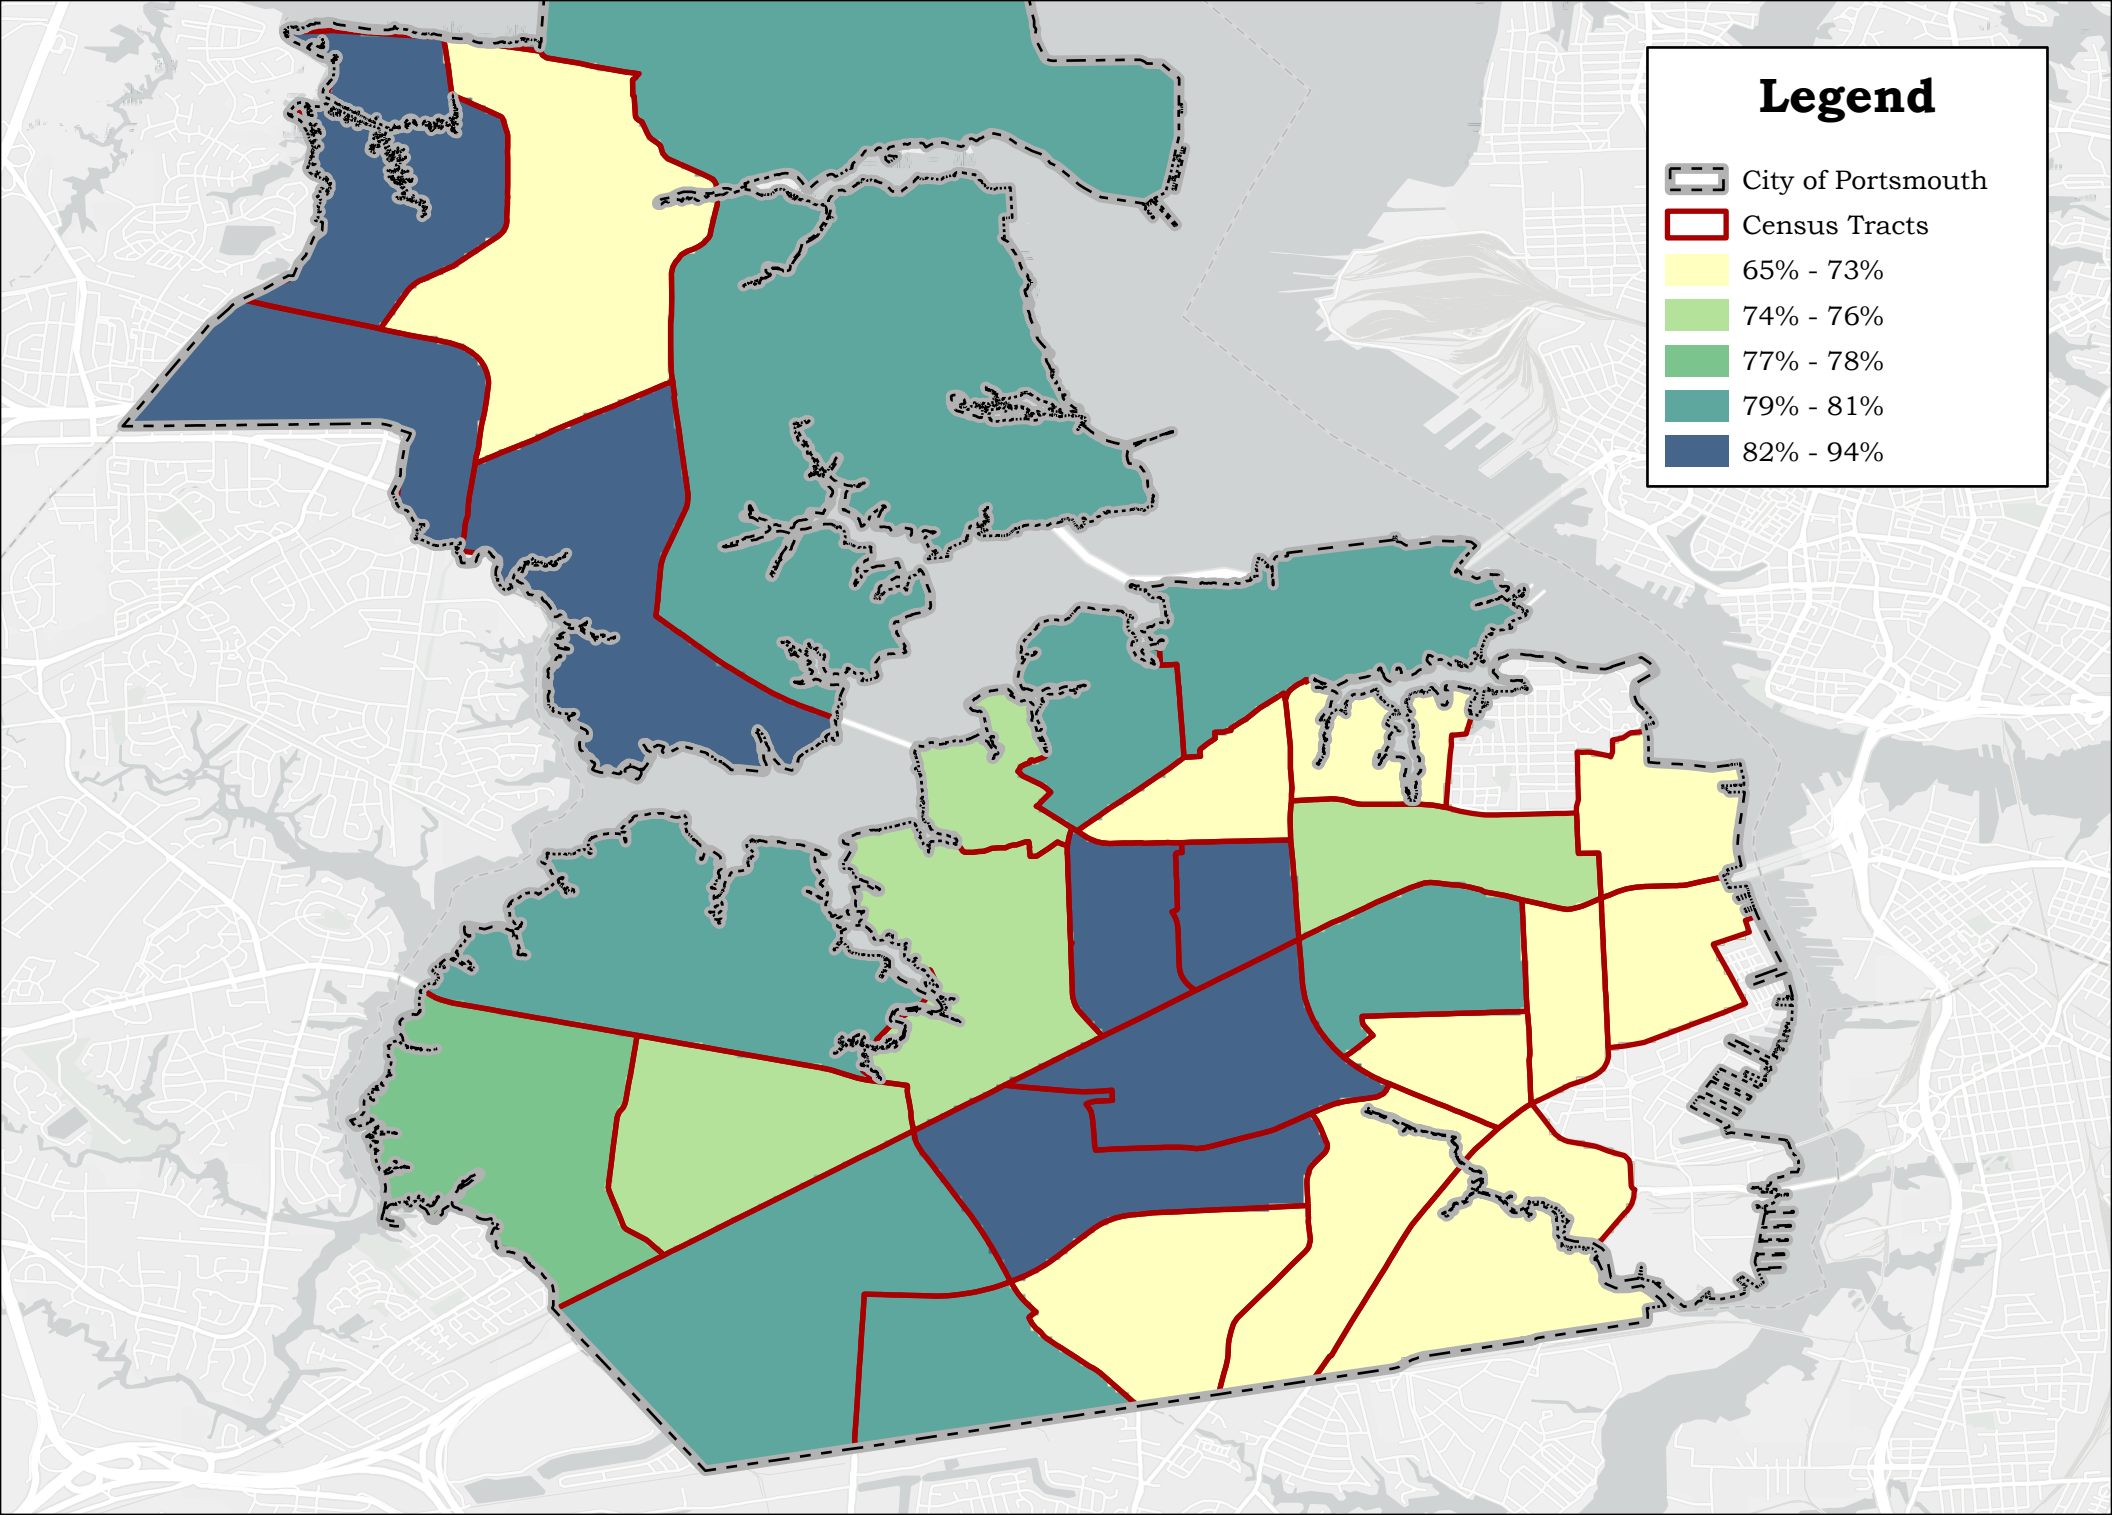 Legend
City of Portsmouth
Census Tracts
65% - 73%
74% - 76%
77% - 78%
79% - 81%
82% - 94%